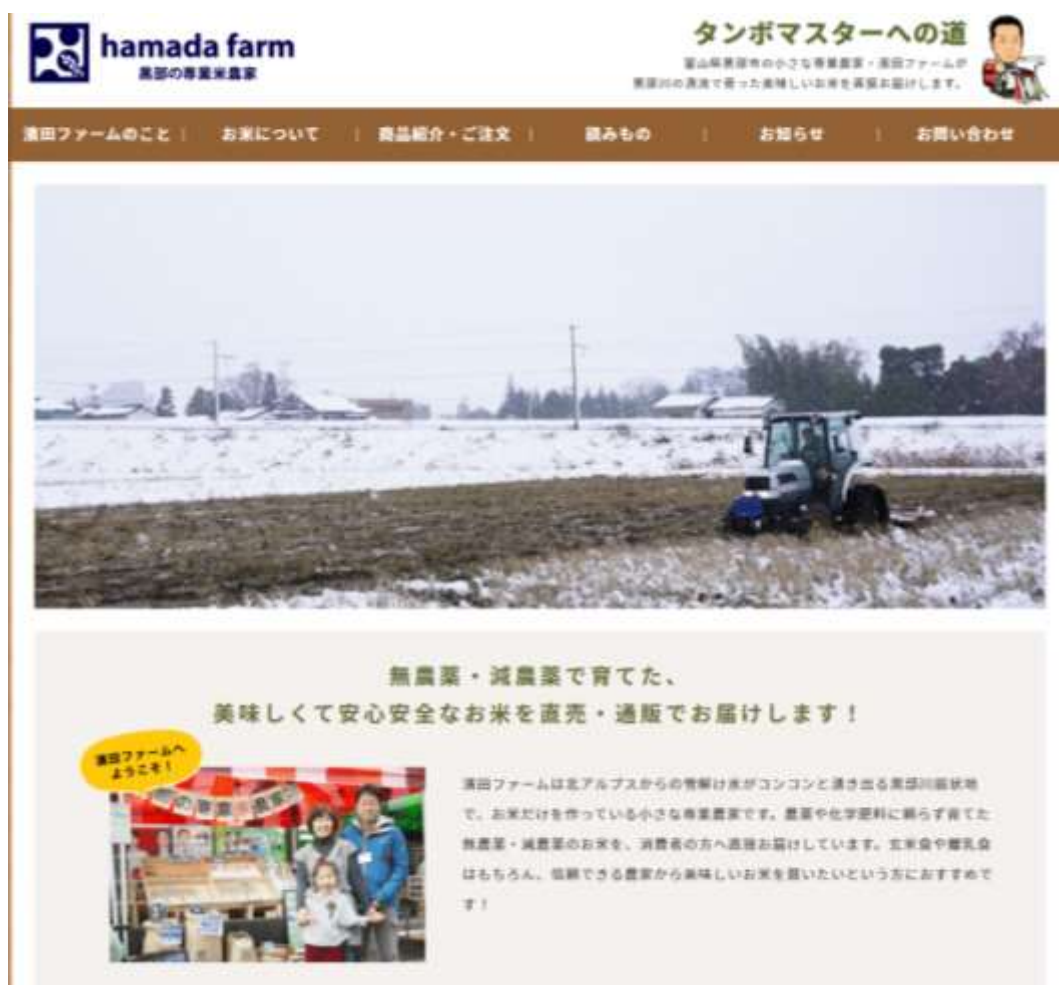 hamada farm
黒部の専業米農家
タンボマスターへの道
富山県黒部市の小さな専業農家・濱田ファームが
黒部川の清流で育った美味しいお米を直接お届けします。
濱田ファームのこと
お米について
商品紹介・ご注文
読みもの
お知らせ
お問い合わせ
無農薬・減農薬で育てた、
美味しくて安心安全なお米を直売・通販でお届けします！
濱田ファームへ
ようこそ！
濱田ファームは北アルプスからの雪解け水がコンコンと湧き出る黒部川扇状地
で、お米だけを作っている小さな専業農家です。農薬や化学肥料に頼らず育てた
無農薬・減農薬のお米を、消費者の方へ直接お届けしています。玄米食や離乳食
はもちろん、信頼できる農家から美味しいお米を買いたいという方におすすめで
す！
の専業米農家